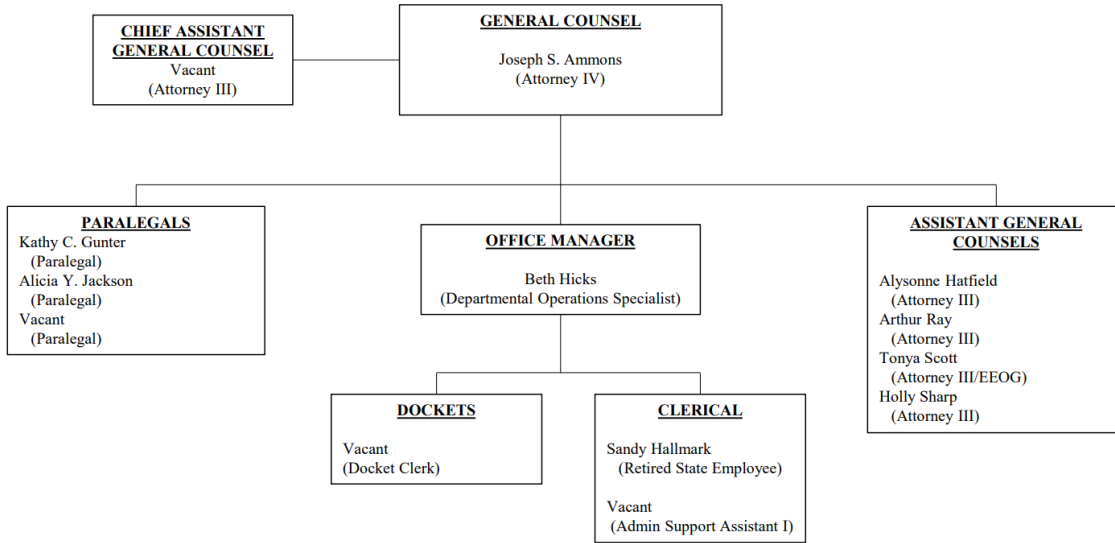 CHIEF ASSISTANT
GENERAL COUNSEL
Vacant
(Attorney III)
GENERAL COUNSEL
Joseph S. Ammons
(Attorney IV)
PARALEGALS
Kathy C. Gunter
(Paralegal)
Alicia Y. Jackson
(Paralegal)
Vacant
(Paralegal)
OFFICE MANAGER
Beth Hicks
(Departmental Operations Specialist)
ASSISTANT GENERAL
COUNSELS
Alysonne Hatfield
(Attorney III)
Arthur Ray
(Attorney III)
Tonya Scott
(Attorney III/EEOG)
Holly Sharp
(Attorney III)
DOCKETS
Vacant
(Docket Clerk)
CLERICAL
Sandy Hallmark
(Retired State Employee)
Vacant
(Admin Support Assistant I)